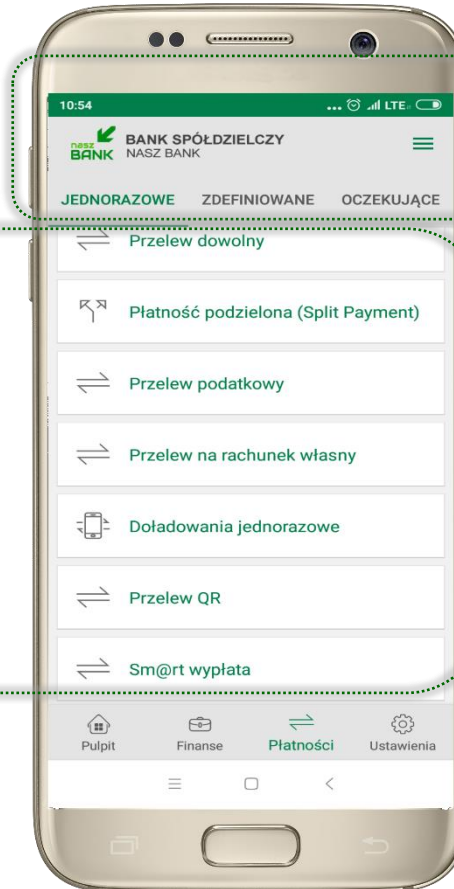 10:54 ... LTE
nasz BANK
BANK SPÓŁDZIELCZY
NASZ BANK
JEDNORAZOWE ZDEFINIOWANE OCZEKUJĄCE
Przelew dowolny
Płatność podzielona (Split Payment)
Przelew podatkowy
Przelew na rachunek własny
Doładowania jednorazowe
Przelew QR
Sm@rt wypłata
Pulpit Finanse Płatności Ustawienia